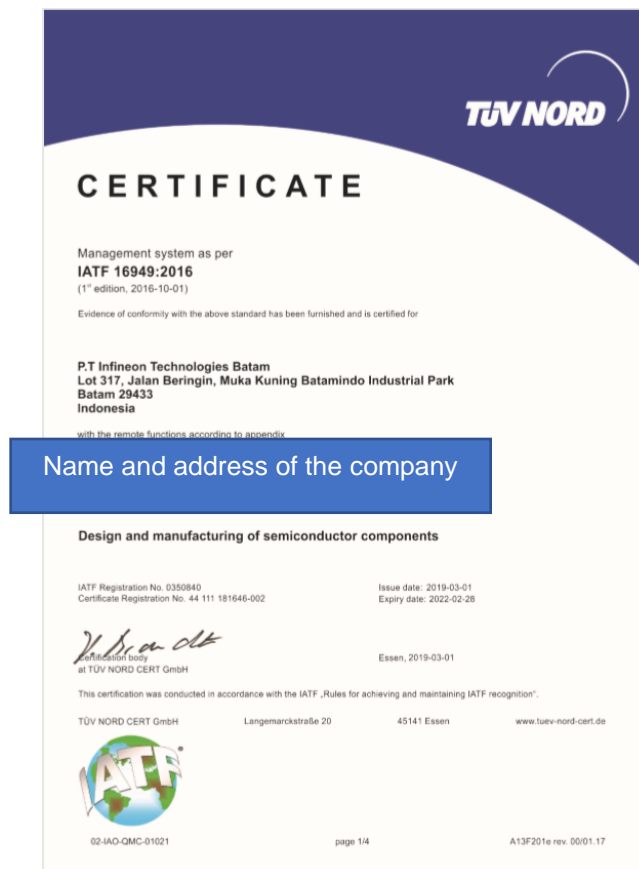 TÜV NORD
CERTIFICATE
Management system as per
IATF 16949:2016
(1st edition, 2016-10-01)
Evidence of conformity with the above standard has been furnished and is certified for
P.T Infineon Technologies Batam
Lot 317, Jalan Beringin, Muka Kuning Batamindo Industrial Park
Batam 29433
Indonesia
with the remote functions according to appendix
Name and address of the company
Design and manufacturing of semiconductor components
IATF Registration No. 0350840
Certificate Registration No. 44 111 181646-002
Issue date: 2019-03-01
Expiry date: 2022-02-28
Certification body
at TÜV NORD CERT GmbH
Essen, 2019-03-01
This certification was conducted in accordance with the IATF „Rules for achieving and maintaining IATF recognition".
TÜV NORD CERT GmbH Langemarckstraße 20 45141 Essen www.tuev-nord-cert.de
IATF
02-IAO-QMC-01021 page 1/4 A13F201e rev. 00/01.17